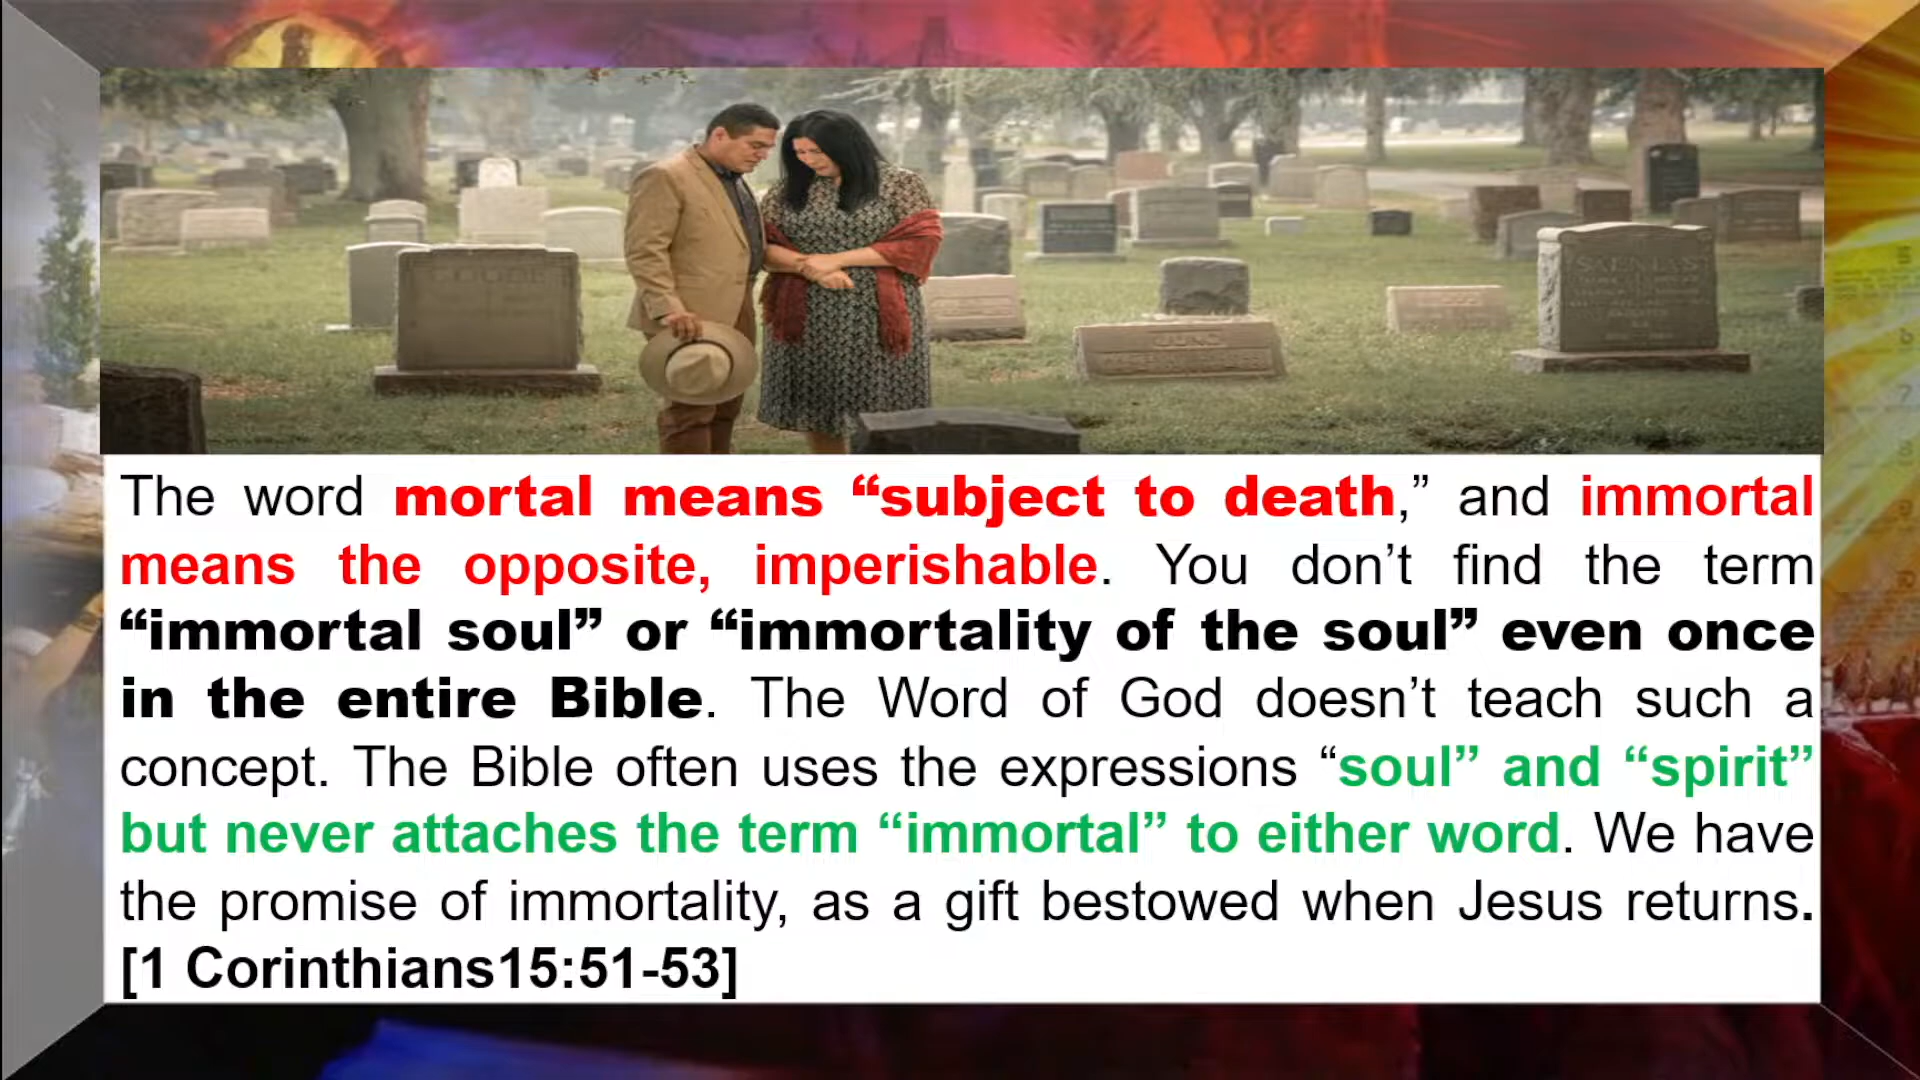 The word mortal means “subject to death,” and immortal
means the opposite, imperishable. You don’t find the term
“immortal soul” or “immortality of the soul” even once
in the entire Bible. The Word of God doesn’t teach such a
concept. The Bible often uses the expressions “soul” and “spirit”
but never attaches the term “immortal” to either word. We have
the promise of immortality, as a gift bestowed when Jesus returns.
[1 Corinthians15:51-53]